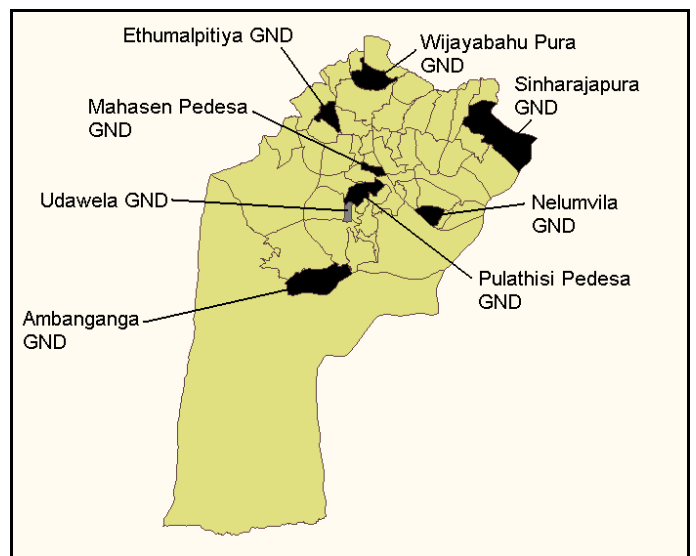 Ethumalpitiya GND
Wijayabahu Pura
GND
Sinharajapura
GND
Mahasen Pedesa
GND
Udawela GND
Nelumvila
GND
Pulathisi Pedesa
GND
Ambanganga
GND